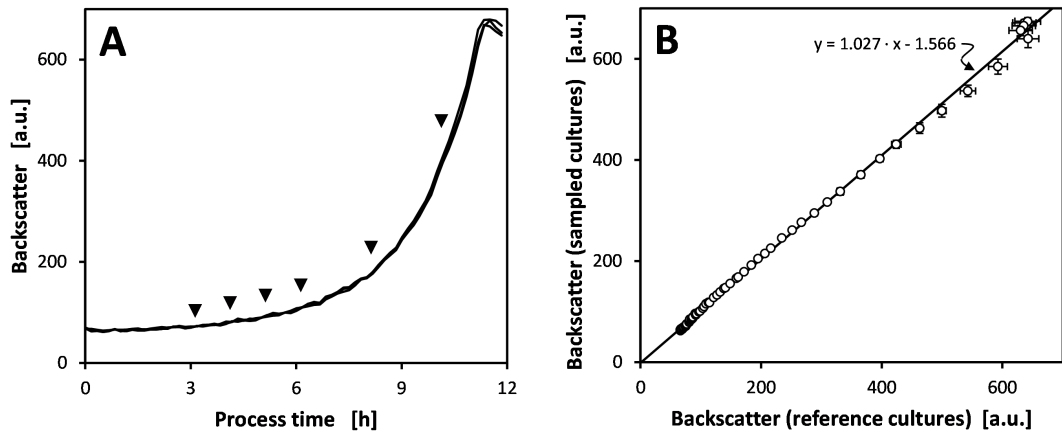 A
600
400
200
0
0
3
6
9
12
Backscatter [a.u.]
Process time [h]
B
y = 1.027 · x - 1.566
600
400
200
0
0
200
400
600
Backscatter (sampled cultures) [a.u.]
Backscatter (reference cultures) [a.u.]